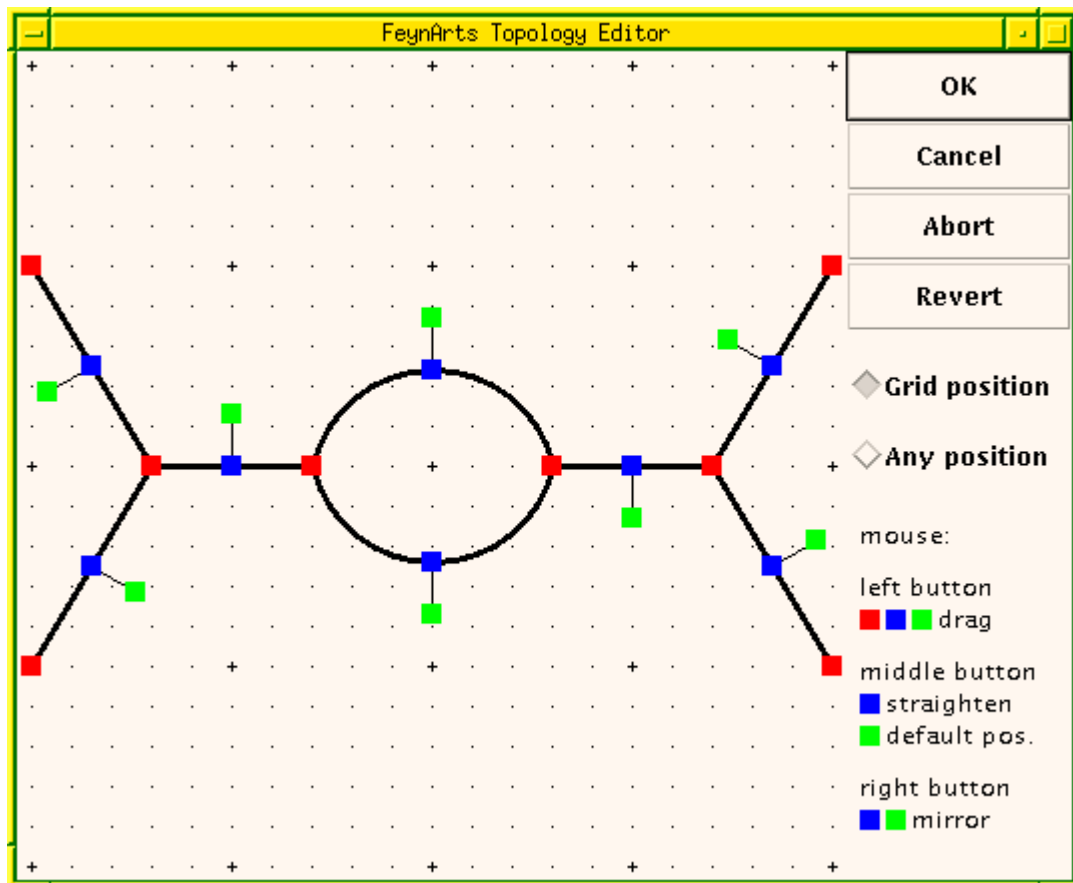 FeynArts Topology Editor
OK
Cancel
Abort
Revert
Grid position
Any position
mouse:
left button
drag
middle button
straighten
default pos.
right button
mirror